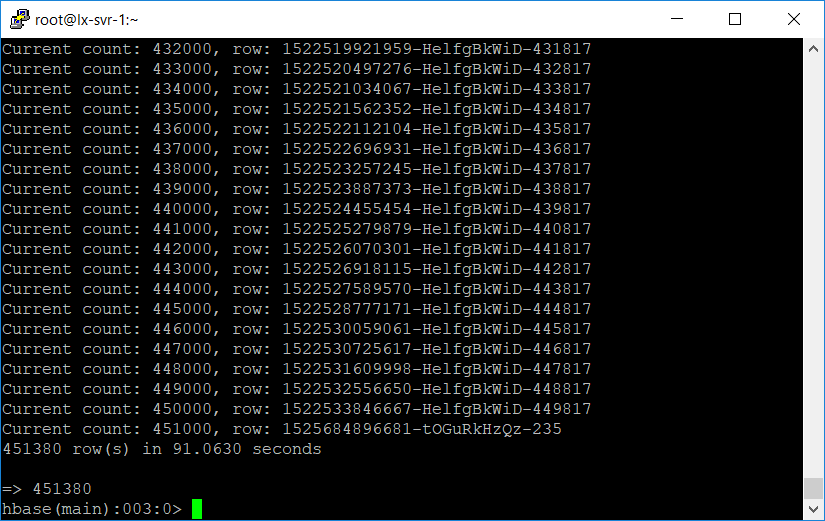 root@lx-svr-1:~
Current count: 432000, row: 1522519921959-HelfgBkWiD-431817
Current count: 433000, row: 1522520497276-HelfgBkWiD-432817
Current count: 434000, row: 1522521034067-HelfgBkWiD-433817
Current count: 435000, row: 1522521562352-HelfgBkWiD-434817
Current count: 436000, row: 1522522112104-HelfgBkWiD-435817
Current count: 437000, row: 1522522696931-HelfgBkWiD-436817
Current count: 438000, row: 1522523257245-HelfgBkWiD-437817
Current count: 439000, row: 1522523887373-HelfgBkWiD-438817
Current count: 440000, row: 1522524455454-HelfgBkWiD-439817
Current count: 441000, row: 1522525279879-HelfgBkWiD-440817
Current count: 442000, row: 1522526070301-HelfgBkWiD-441817
Current count: 443000, row: 1522526918115-HelfgBkWiD-442817
Current count: 444000, row: 1522527589570-HelfgBkWiD-443817
Current count: 445000, row: 1522528777171-HelfgBkWiD-444817
Current count: 446000, row: 1522530059061-HelfgBkWiD-445817
Current count: 447000, row: 1522530725617-HelfgBkWiD-446817
Current count: 448000, row: 1522531609998-HelfgBkWiD-447817
Current count: 449000, row: 1522532556650-HelfgBkWiD-448817
Current count: 450000, row: 1522533846667-HelfgBkWiD-449817
Current count: 451000, row: 1525684896681-tOGuRkHzQz-235
451380 row(s) in 91.0630 seconds
=> 451380
hbase(main):003:0>